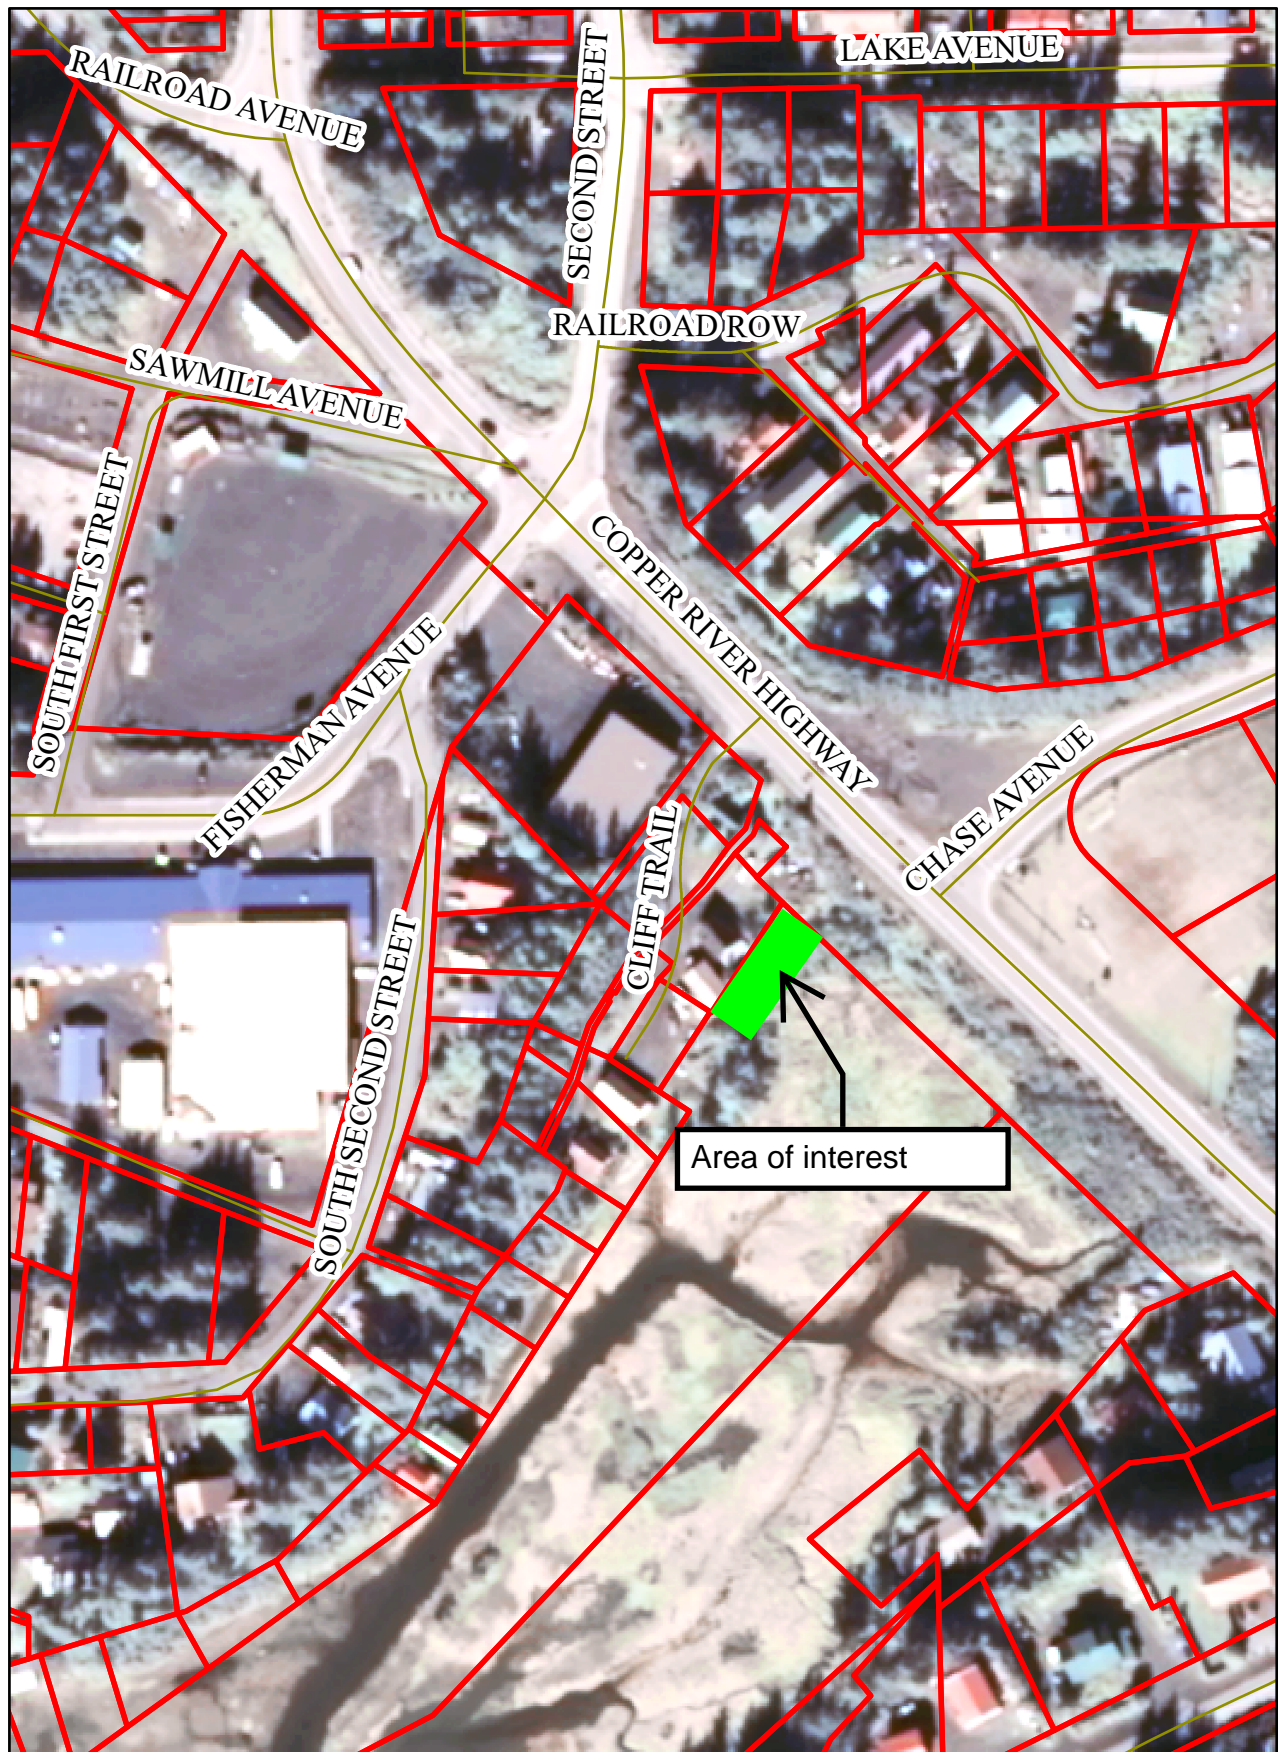 LAKE AVENUE
RAILROAD AVENUE
SECOND STREET
RAILROAD ROW
SAWMILL AVENUE
SOUTH FIRST STREET
COPPER RIVER HIGHWAY
FISHERMAN AVENUE
CHASE AVENUE
CLIFF TRAIL
SOUTH SECOND STREET
Area of interest